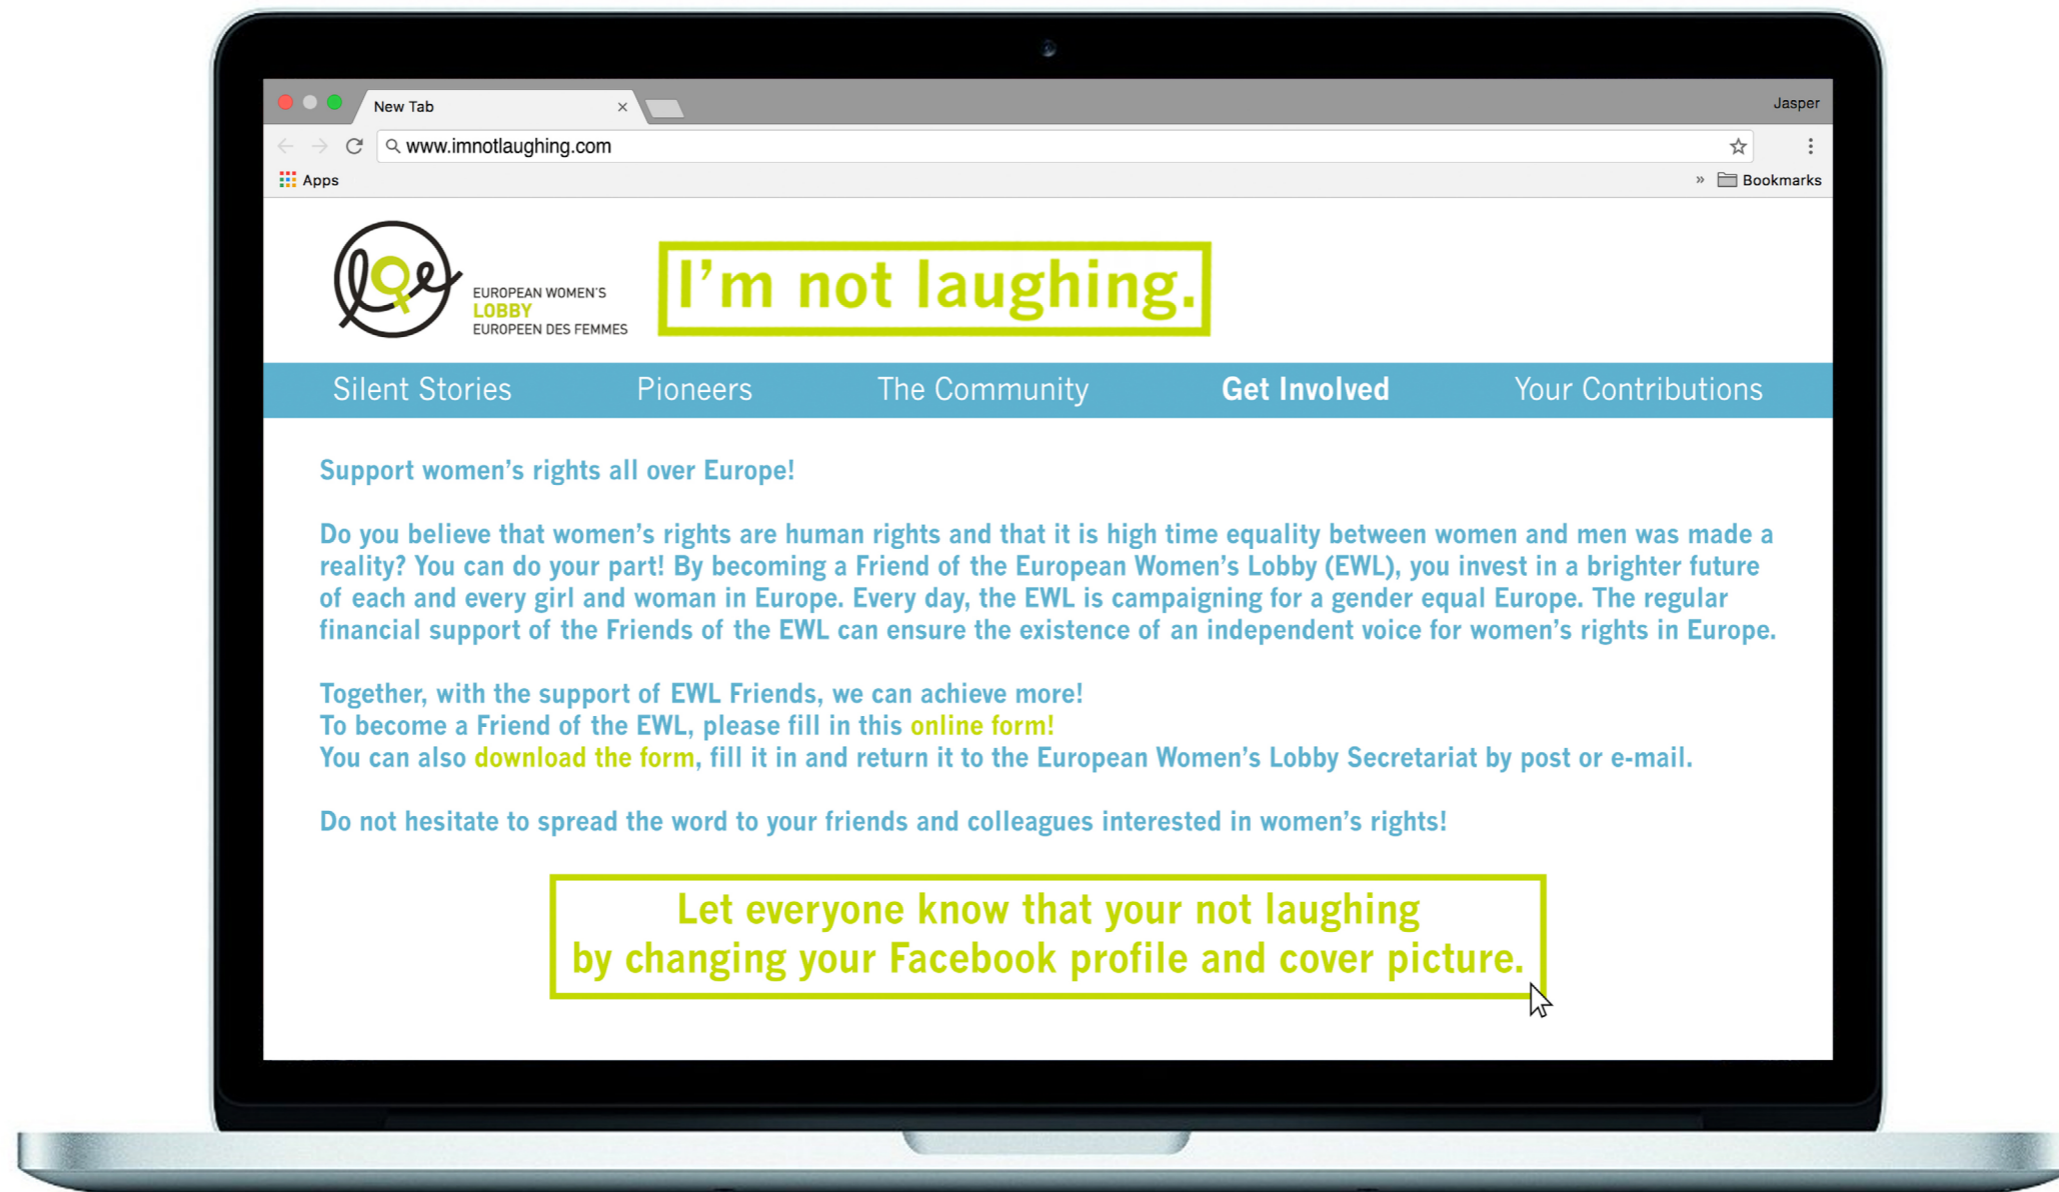 New Tab
Jasper
www.imnotlaughing.com
Apps
» Bookmarks
EUROPEAN WOMEN'S
LOBBY
EUROPEEN DES FEMMES
I'm not laughing.
Silent Stories Pioneers The Community Get Involved Your Contributions
Support women's rights all over Europe!
Do you believe that women's rights are human rights and that it is high time equality between women and men was made a
reality? You can do your part! By becoming a Friend of the European Women's Lobby (EWL), you invest in a brighter future
of each and every girl and woman in Europe. Every day, the EWL is campaigning for a gender equal Europe. The regular
financial support of the Friends of the EWL can ensure the existence of an independent voice for women's rights in Europe.
Together, with the support of EWL Friends, we can achieve more!
To become a Friend of the EWL, please fill in this online form!
You can also download the form, fill it in and return it to the European Women's Lobby Secretariat by post or e-mail.
Do not hesitate to spread the word to your friends and colleagues interested in women's rights!
Let everyone know that your not laughing
by changing your Facebook profile and cover picture.